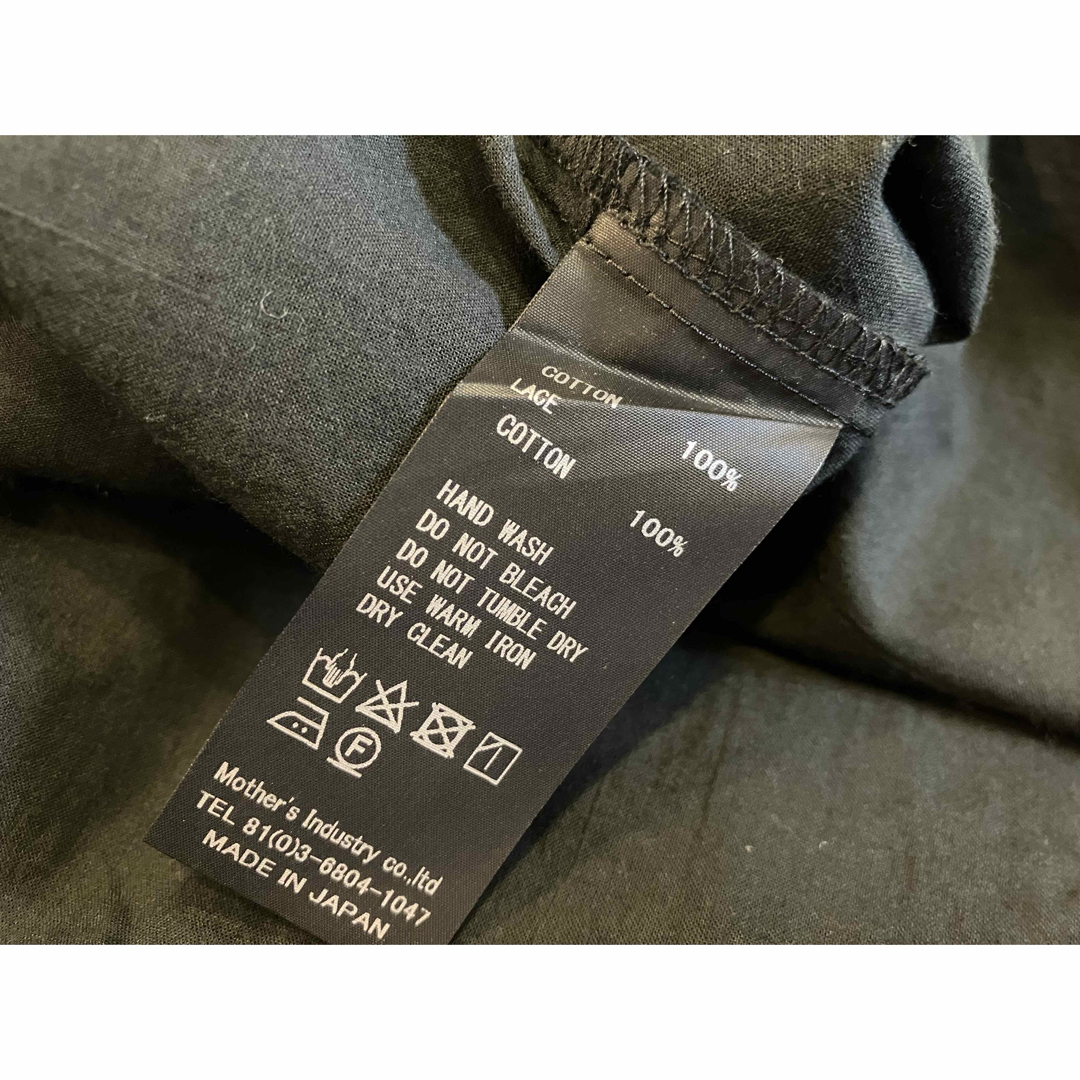 COTTON 100%
LACE
COTTON 100%
HAND WASH
DO NOT BLEACH
DO NOT TUMBLE DRY
USE WARM IRON
DRY CLEAN
F
Mother's Industry co.,ltd
TEL 81(0)3-6804-1047
MADE IN JAPAN